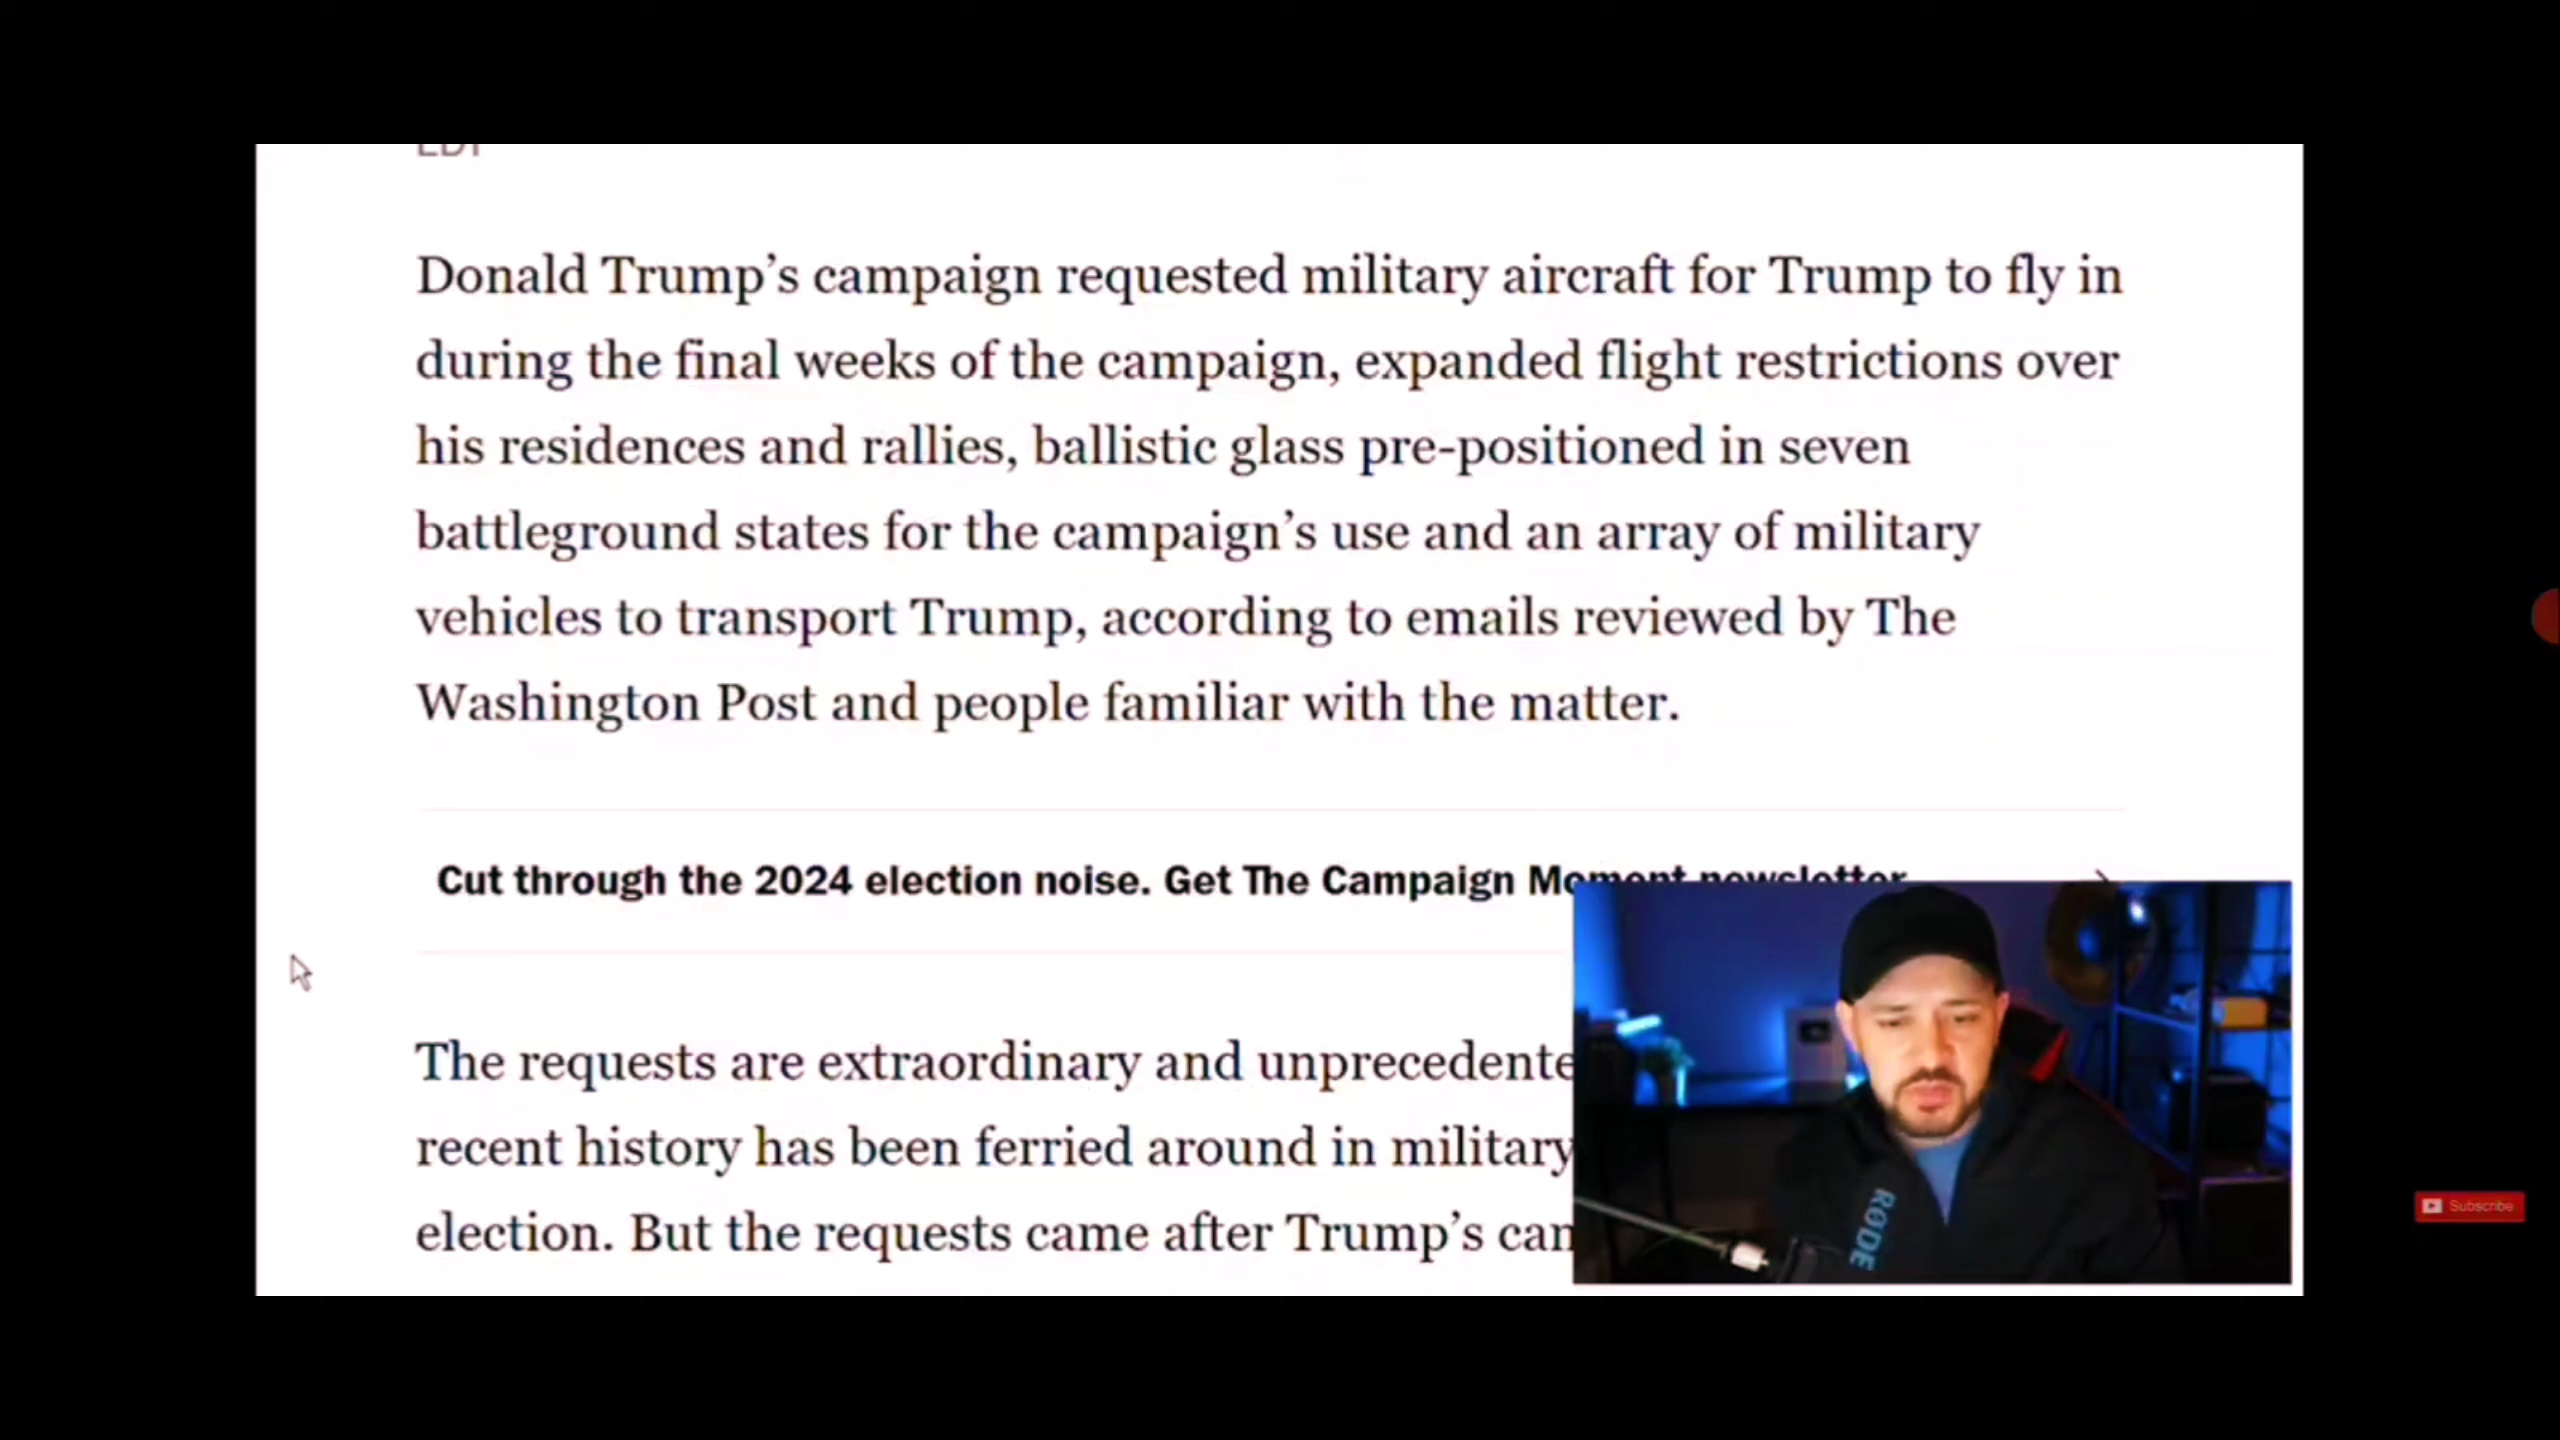 Donald Trump’s campaign requested military aircraft for Trump to fly in
during the final weeks of the campaign, expanded flight restrictions over
his residences and rallies, ballistic glass pre-positioned in seven
battleground states for the campaign’s use and an array of military
vehicles to transport Trump, according to emails reviewed by The
Washington Post and people familiar with the matter.
Cut through the 2024 election noise. Get The Campaign Moment newsletter
The requests are extraordinary and unprecedente
recent history has been ferried around in military
election. But the requests came after Trump’s
RØDE
Subscribe